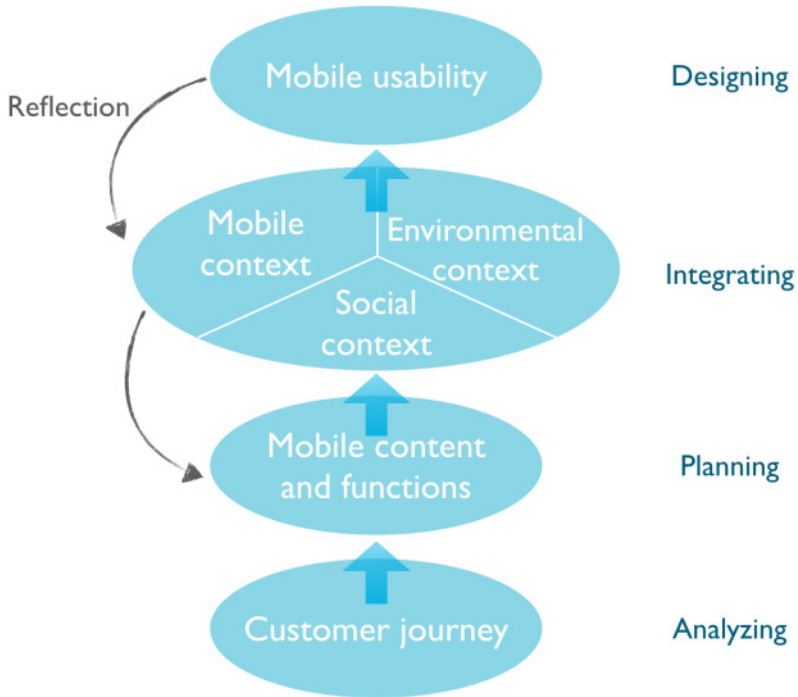 Mobile usability
Designing
Reflection
Mobile
context
Environmental
context
Social
context
Integrating
Mobile content
and functions
Planning
Customer journey
Analyzing